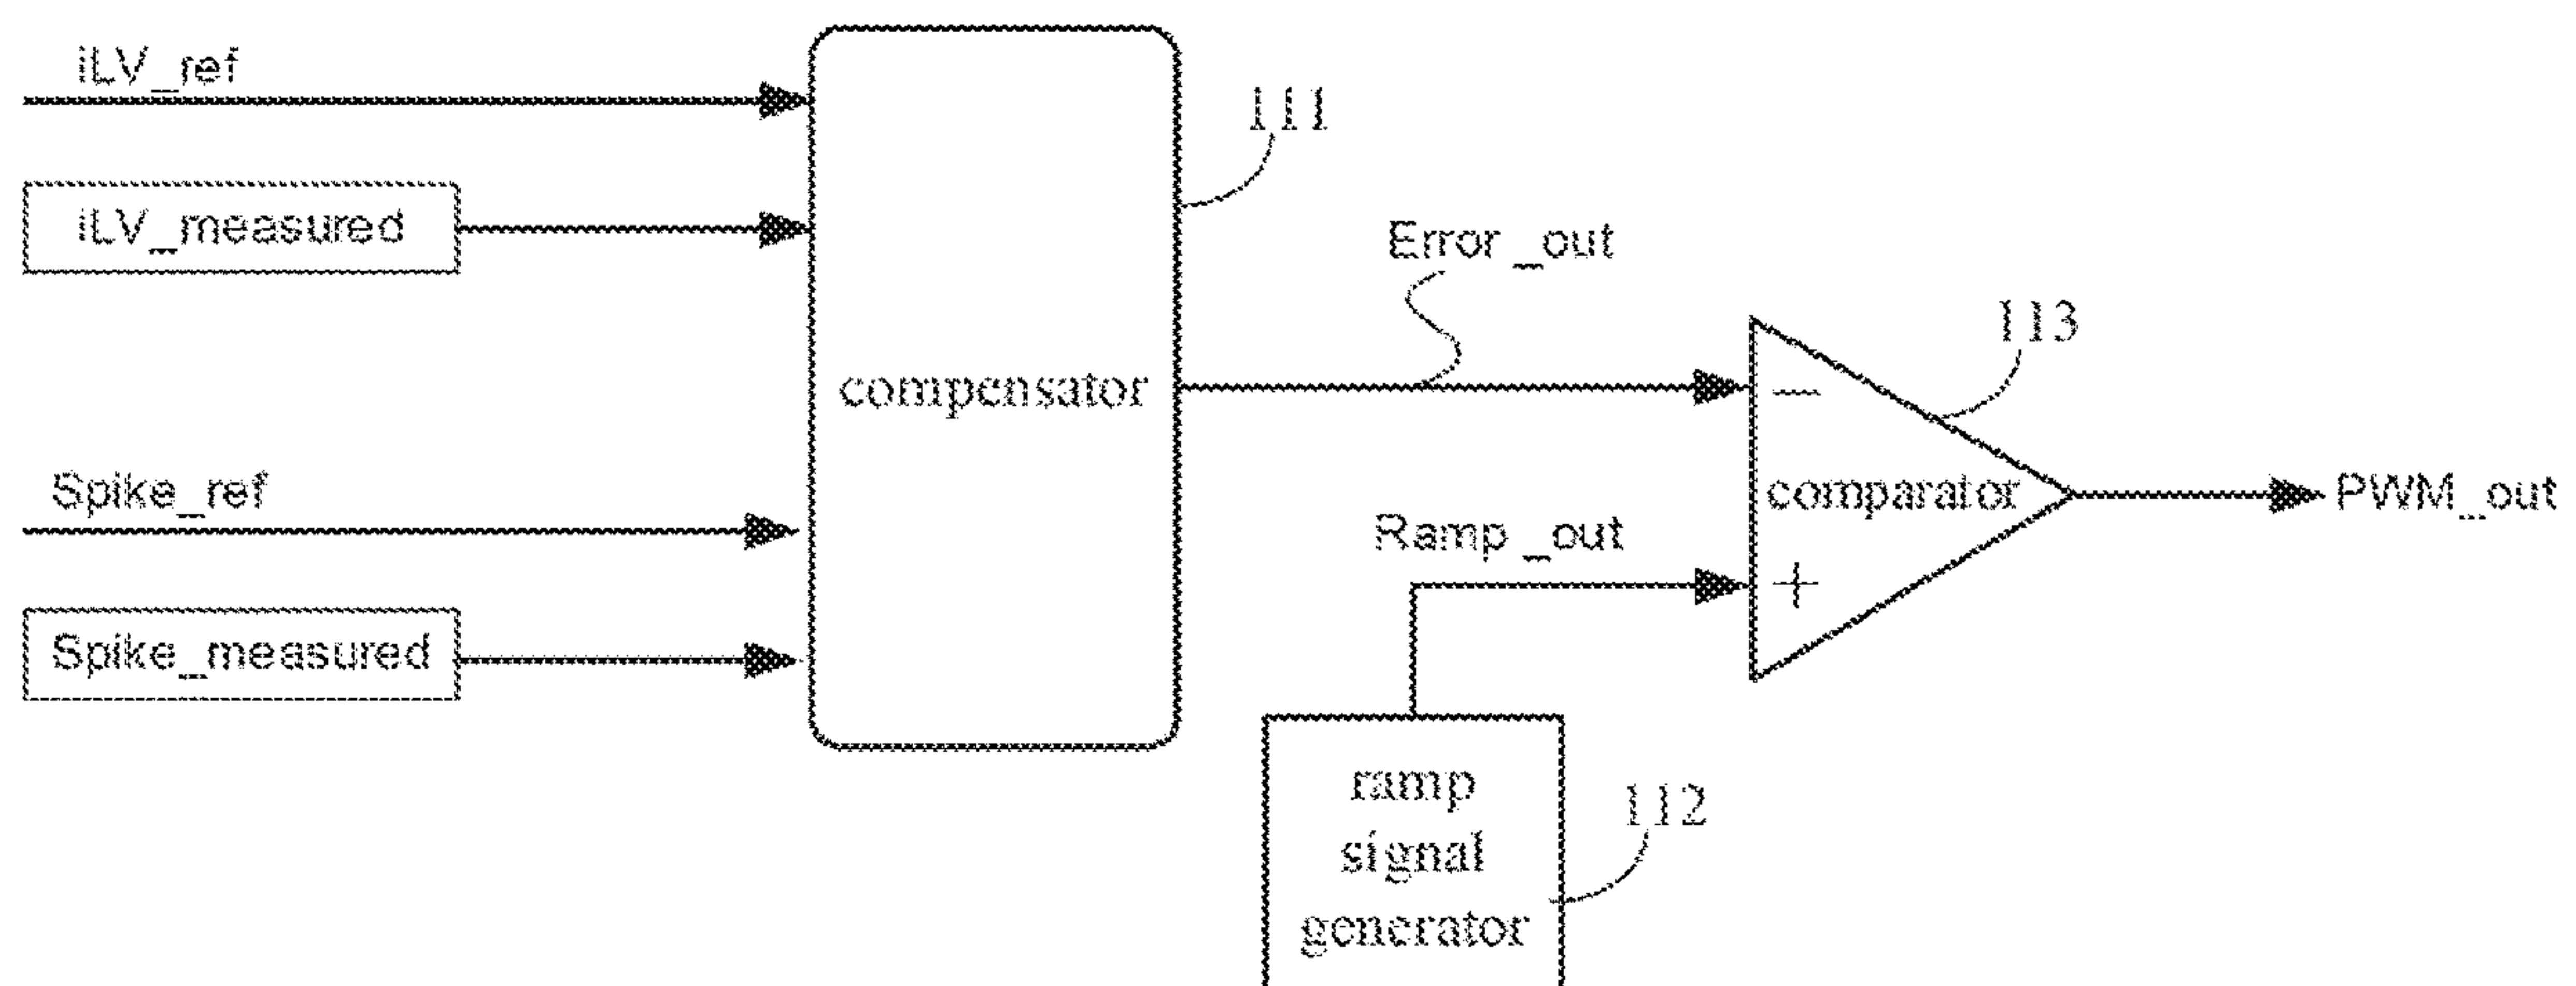 iLV_ref
111
iLV_measured
Error _out
113
compensator
Spike_ref
comparator
PWM_out
Ramp _out
Spike_measured
ramp
signal
generator
112
−
+